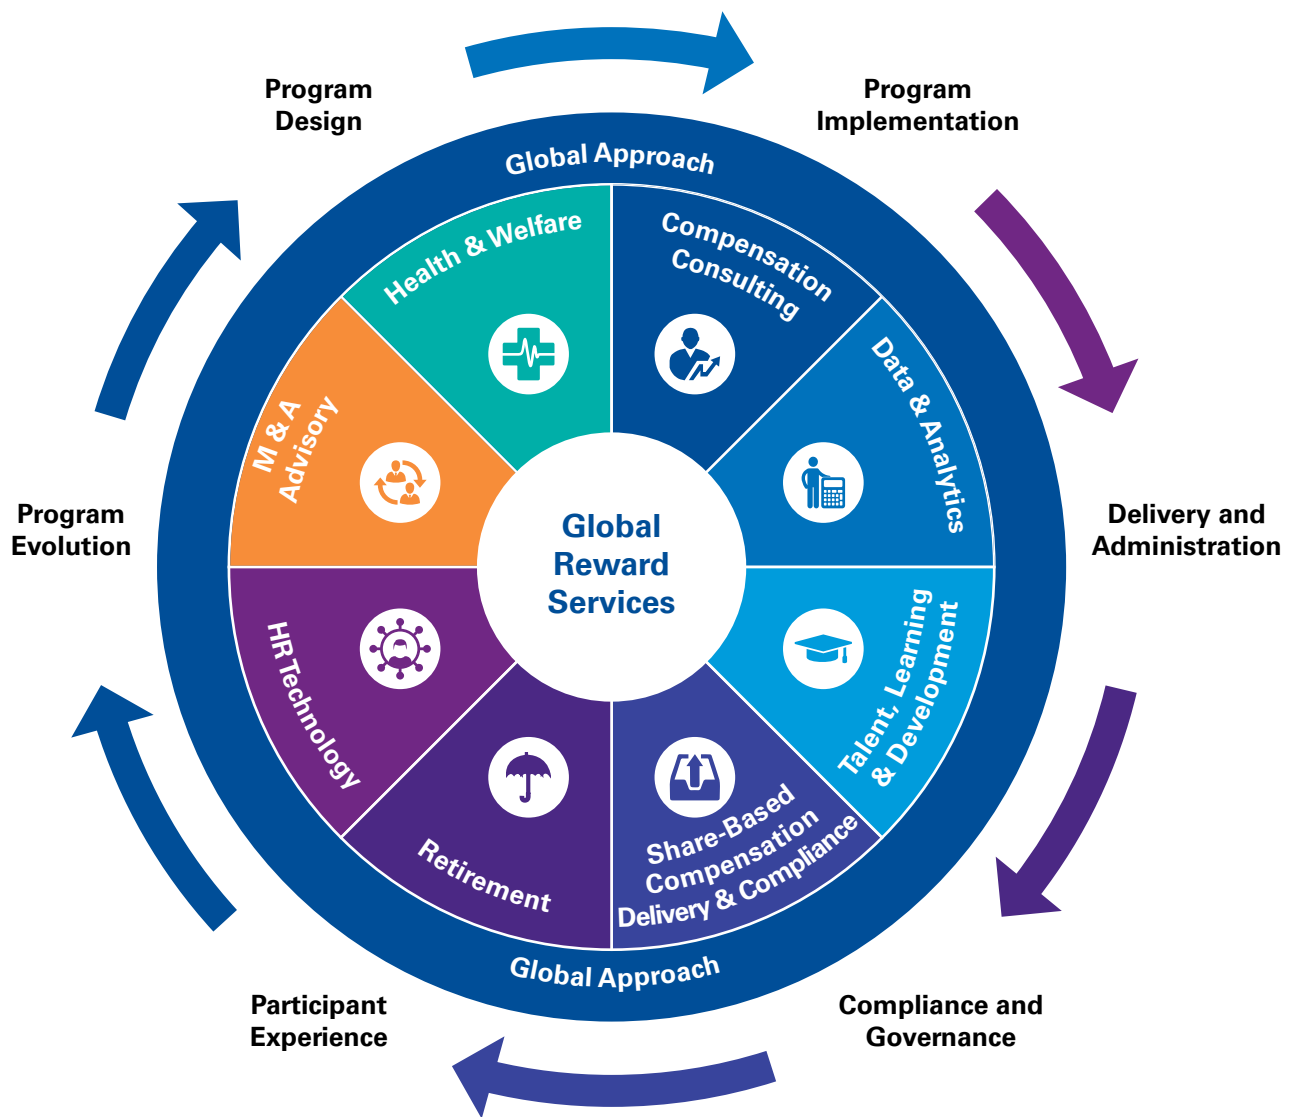 Program
Design
Program
Implementation
Global Approach
Health & Welfare
Compensation
Consulting
Data & Analytics
M & A
Advisory
Program
Evolution
Global
Reward
Services
Delivery and
Administration
HR Technology
Talent, Learning
& Development
Retirement
Share-Based
Compensation
Delivery & Compliance
Global Approach
Participant
Experience
Compliance and
Governance